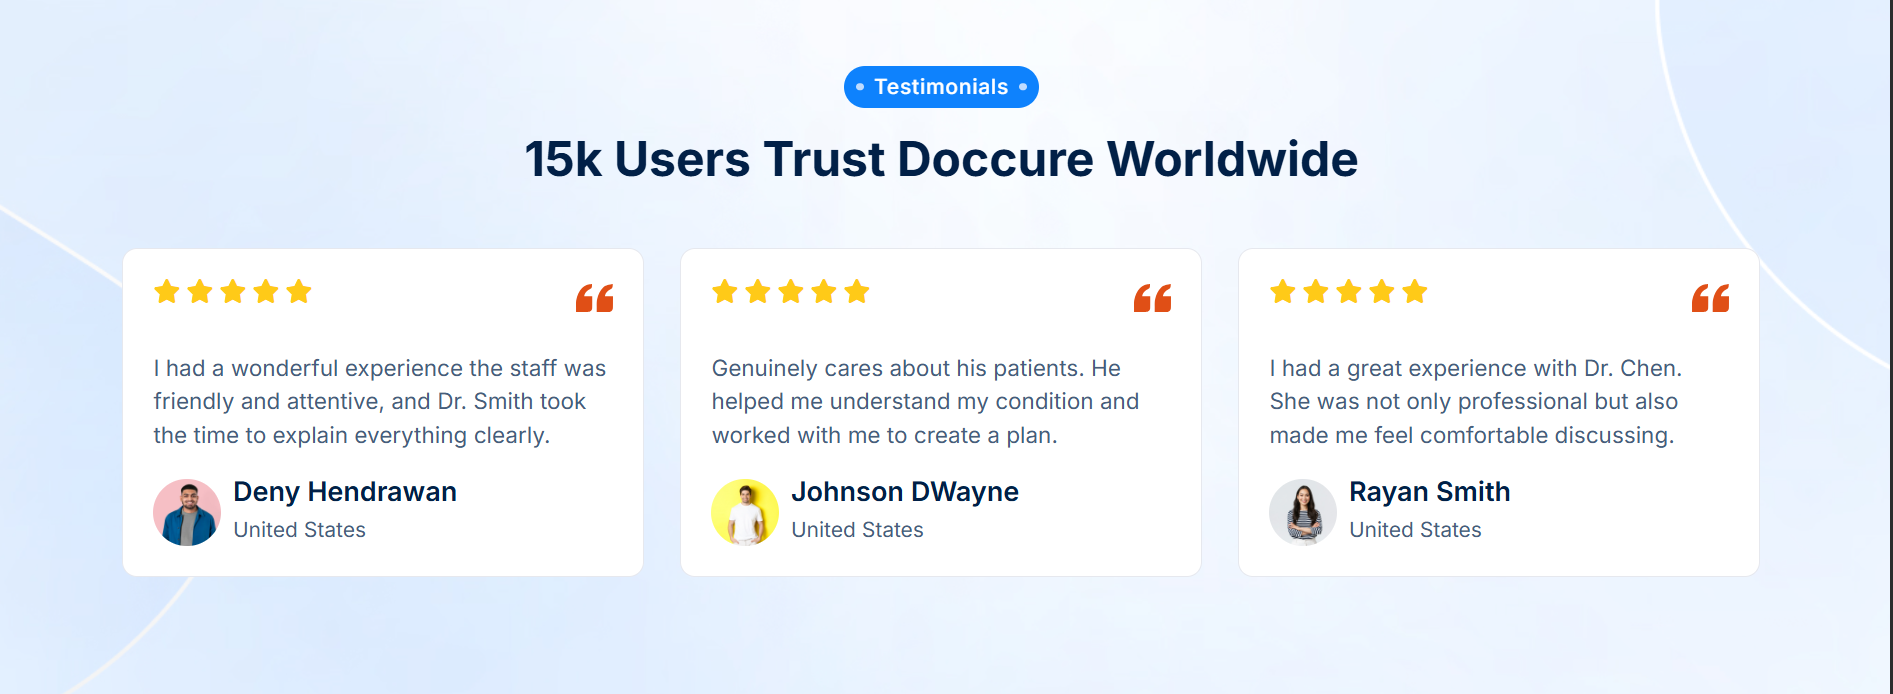 Testimonials
15k Users Trust Doccure Worldwide
I had a wonderful experience the staff was
friendly and attentive, and Dr. Smith took
the time to explain everything clearly.
Deny Hendrawan
United States
Genuinely cares about his patients. He
helped me understand my condition and
worked with me to create a plan.
Johnson DWayne
United States
I had a great experience with Dr. Chen.
She was not only professional but also
made me feel comfortable discussing.
Rayan Smith
United States